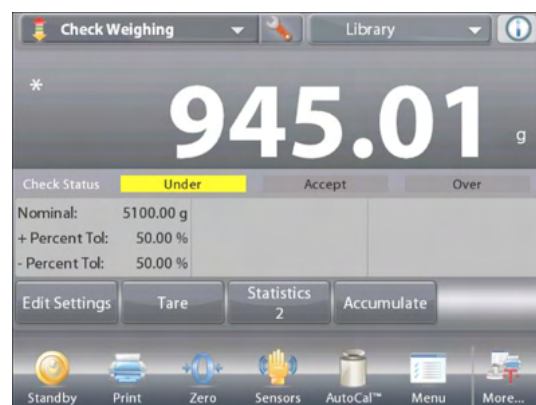 Check Weighing
Library
*
945.01 g
Check Status Under Accept Over
Nominal: 5100.00 g
+ Percent Tol: 50.00 %
- Percent Tol: 50.00 %
Edit Settings Tare Statistics 2 Accumulate
Standby Print Zero Sensors AutoCal™ Menu More...